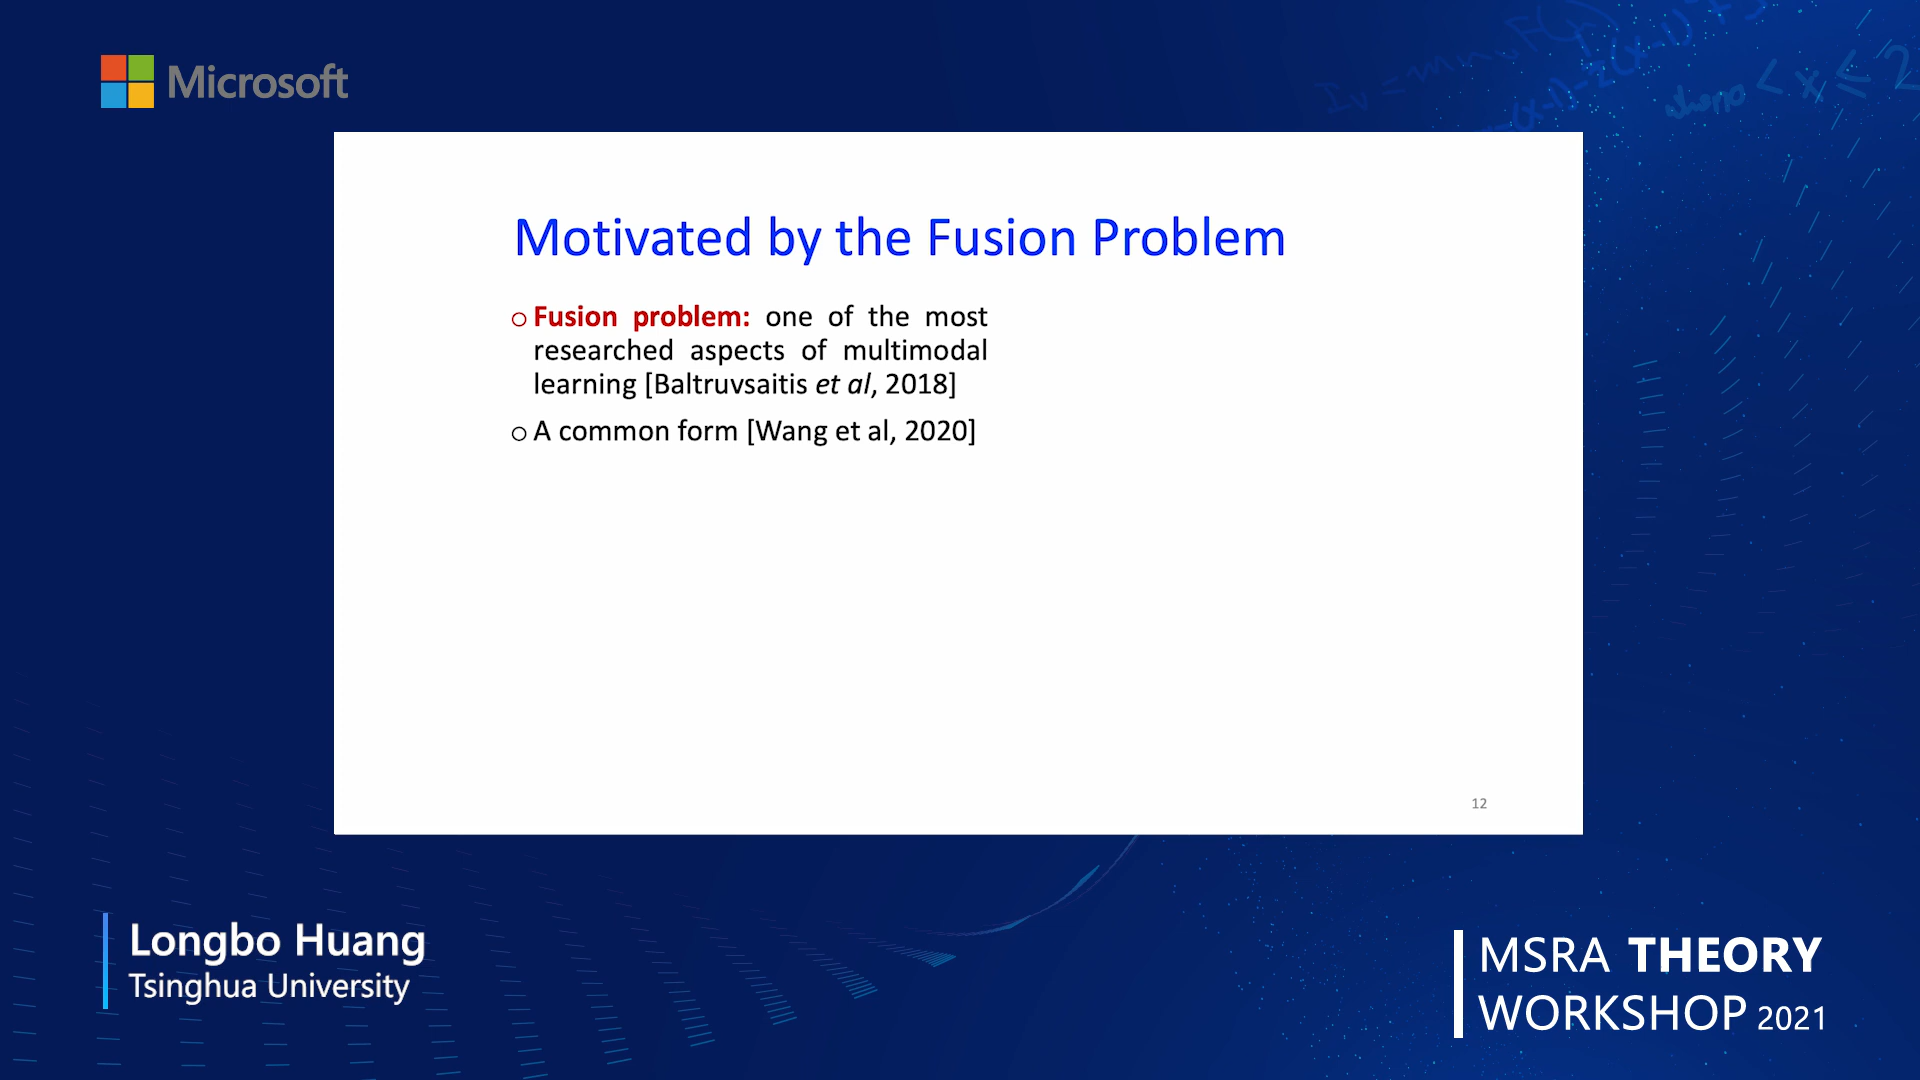 Microsoft
Motivated by the Fusion Problem
Fusion problem: one of the most
researched aspects of multimodal
learning [Baltruvsaitis et al, 2018]
A common form [Wang et al, 2020]
12
Longbo Huang
Tsinghua University
MSRA THEORY
WORKSHOP 2021